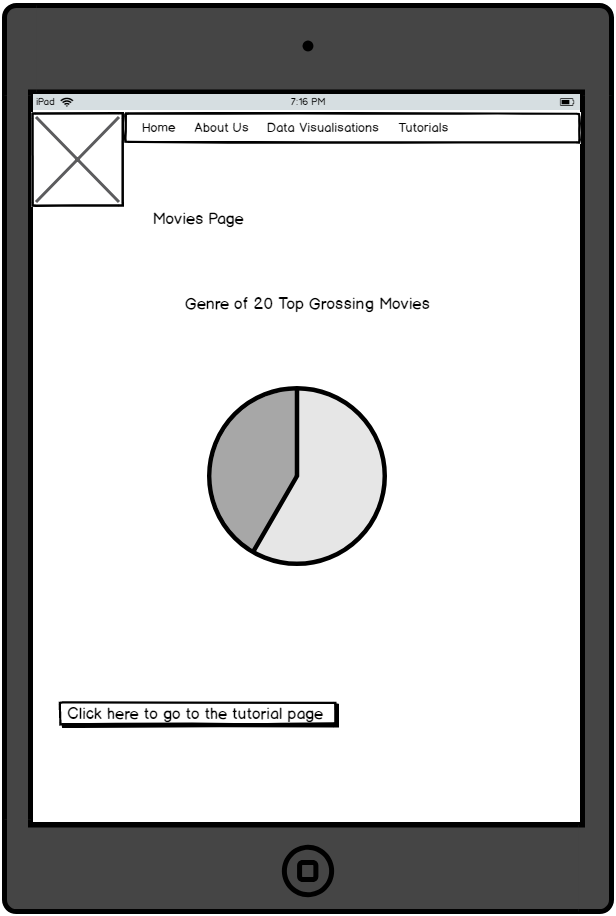 iPad 7:16 PM
Home About Us Data Visualisations Tutorials
Movies Page
Genre of 20 Top Grossing Movies
Click here to go to the tutorial page